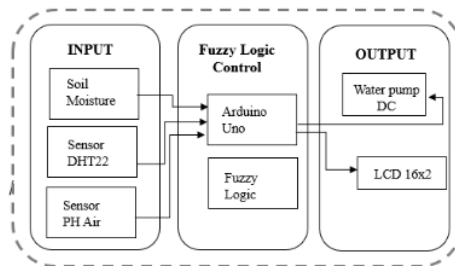 INPUT
Soil
Moisture
Sensor
DHT22
Sensor
PH Air
Fuzzy Logic
Control
Arduino
Uno
Fuzzy
Logic
OUTPUT
Water pump
DC
LCD 16x2